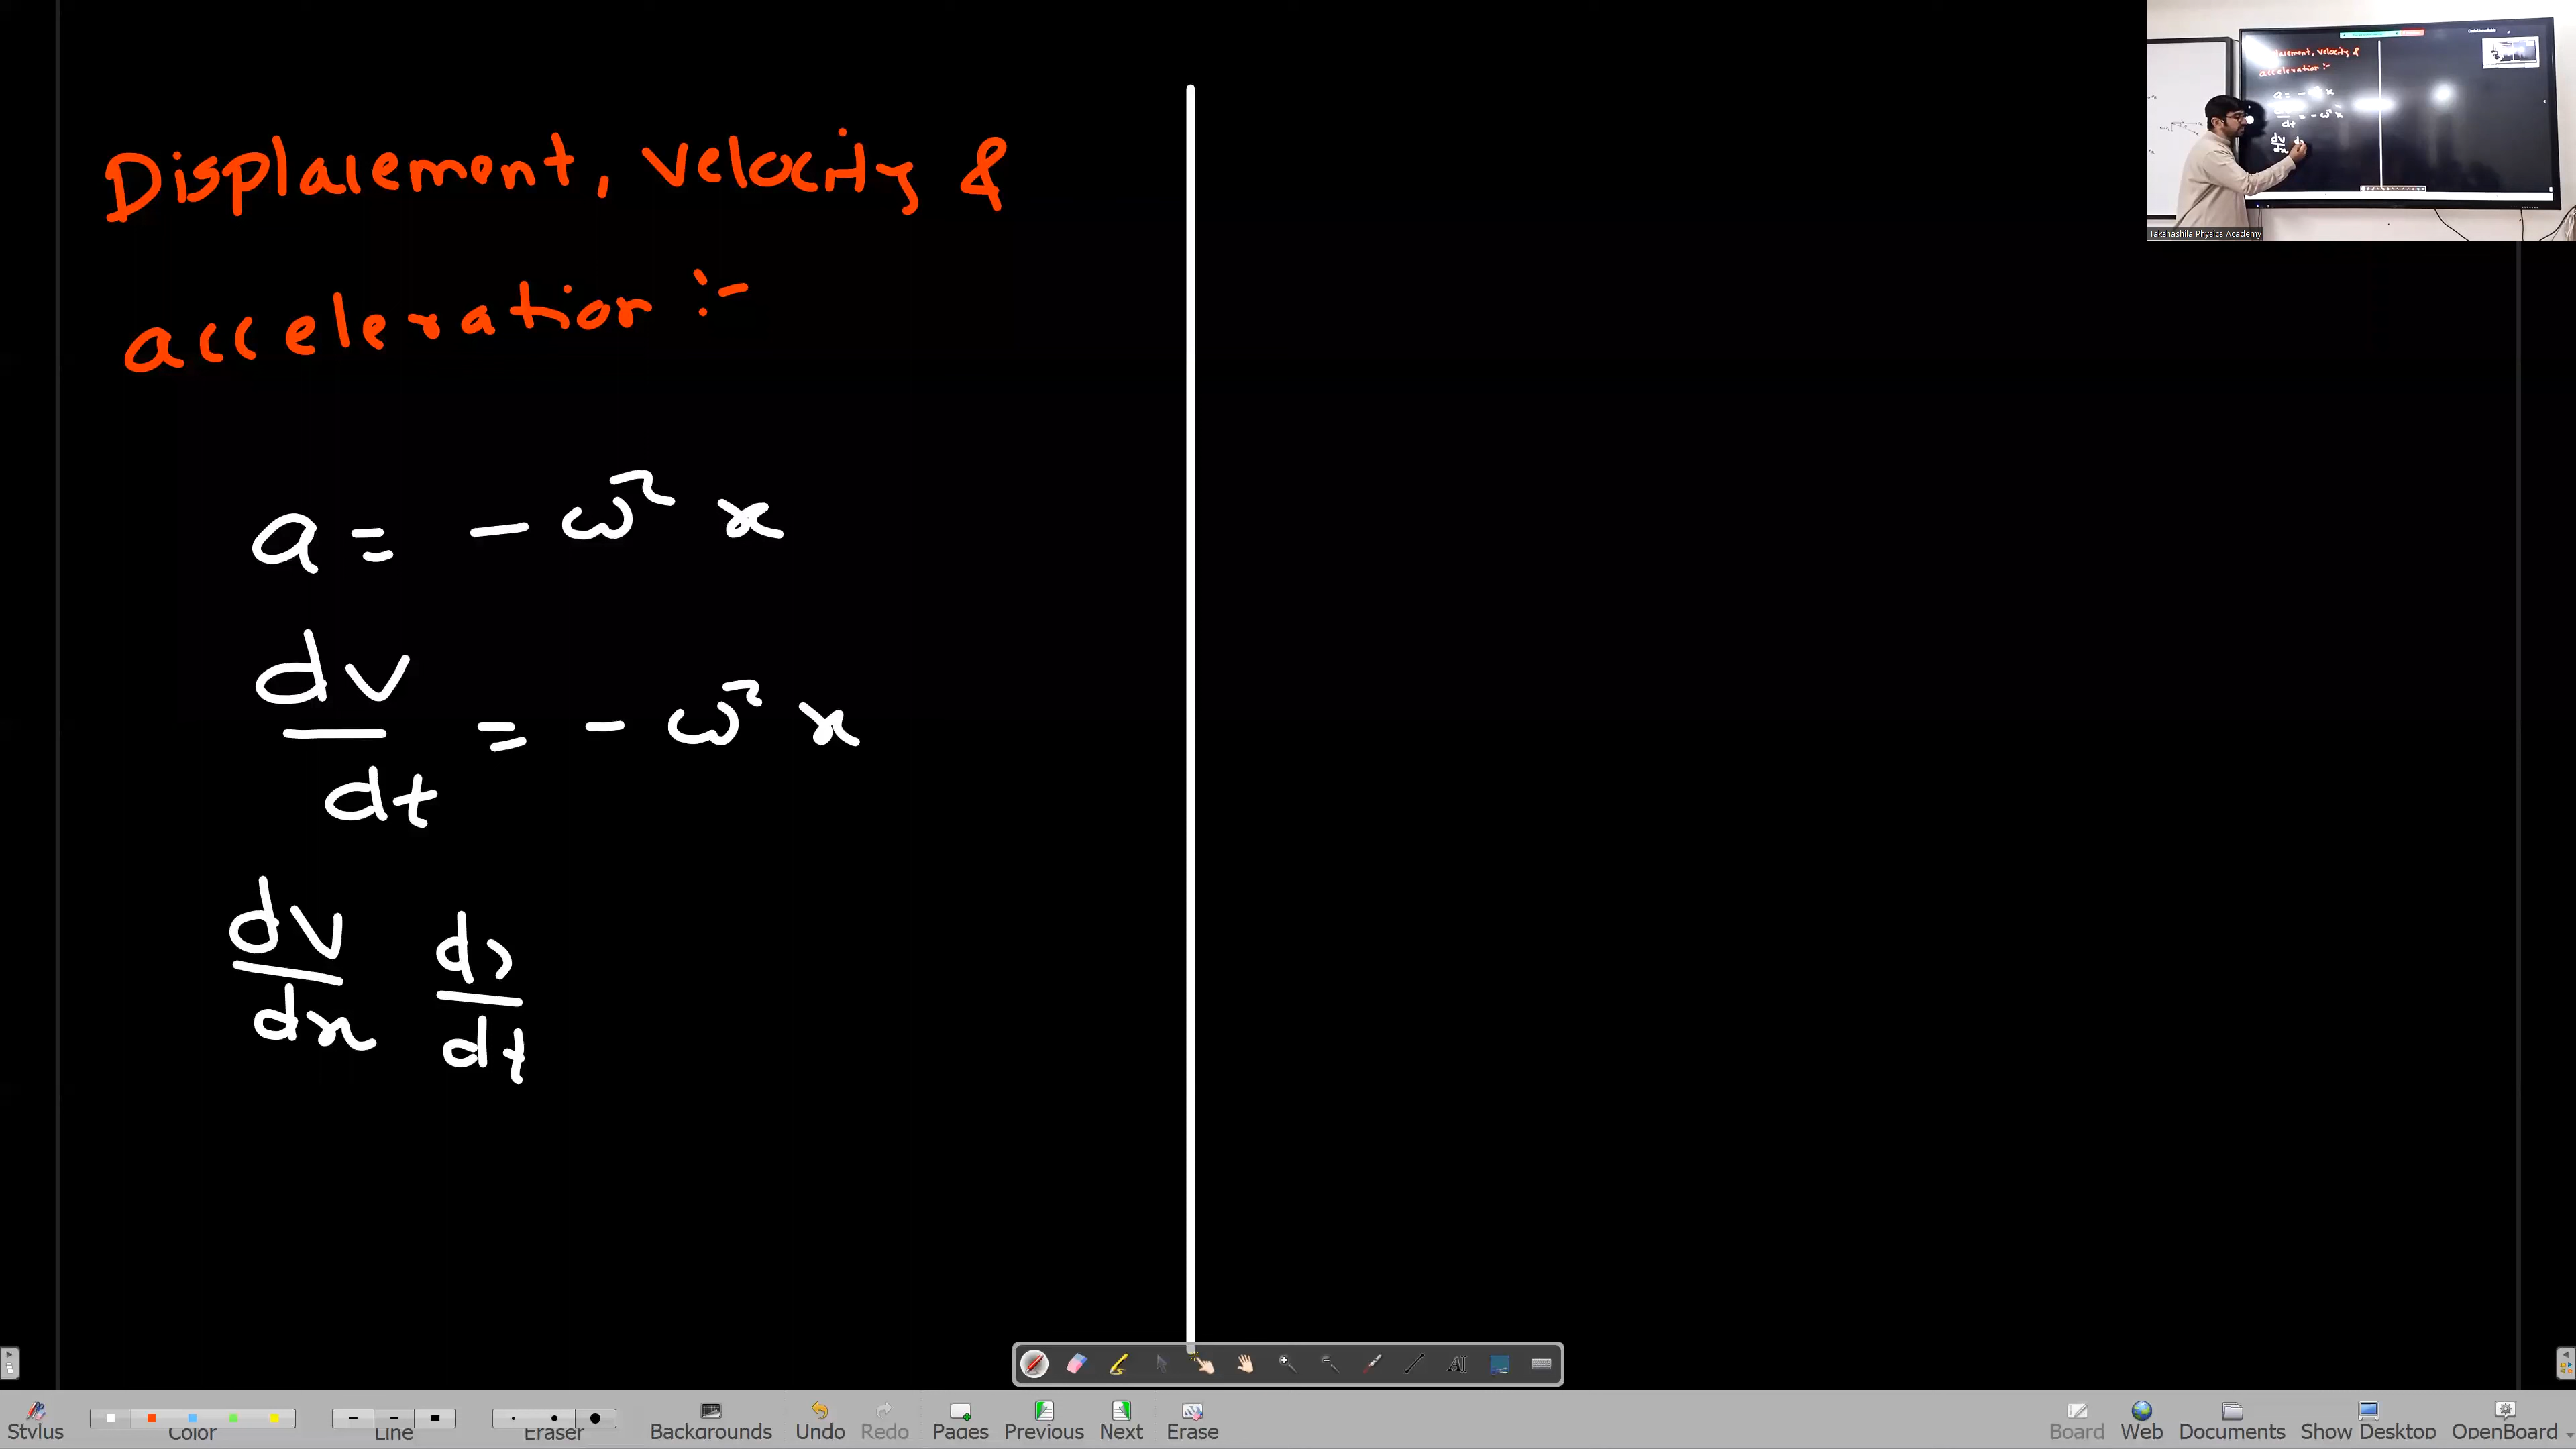 Displacement, velocity &
acceleration :-
a = - ω² x
dv/dt = - ω² x
dv/dx d/dt
Takshashila Physics Academy
Stylus Color Line Eraser Backgrounds Undo Redo Pages Previous Next Erase Board Web Documents Show Desktop OpenBoard